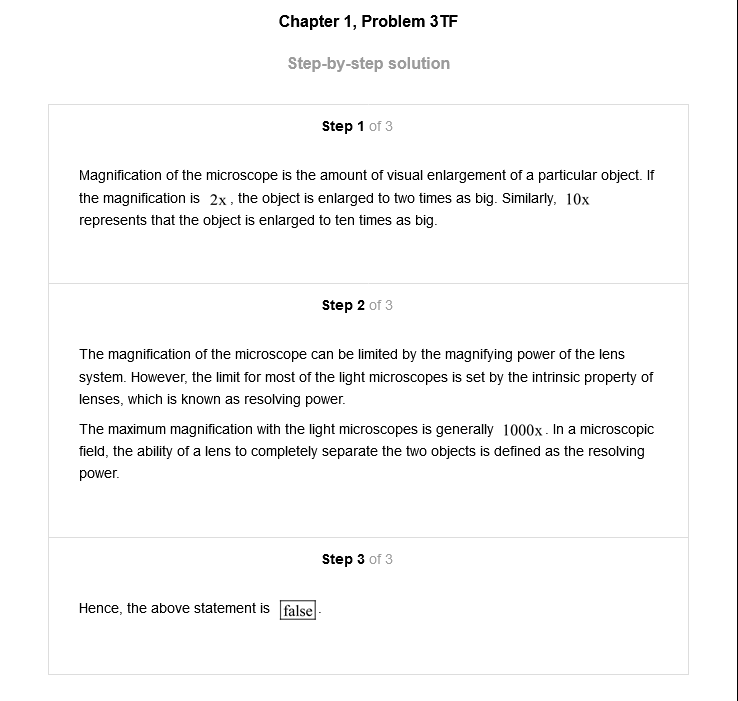 Chapter 1, Problem 3TF
Step-by-step solution
Step 1 of 3
Magnification of the microscope is the amount of visual enlargement of a particular object. If
the magnification is 2x, the object is enlarged to two times as big. Similarly, 10x
represents that the object is enlarged to ten times as big.
Step 2 of 3
The magnification of the microscope can be limited by the magnifying power of the lens
system. However, the limit for most of the light microscopes is set by the intrinsic property of
lenses, which is known as resolving power.
The maximum magnification with the light microscopes is generally 1000x. In a microscopic
field, the ability of a lens to completely separate the two objects is defined as the resolving
power.
Step 3 of 3
Hence, the above statement is false.